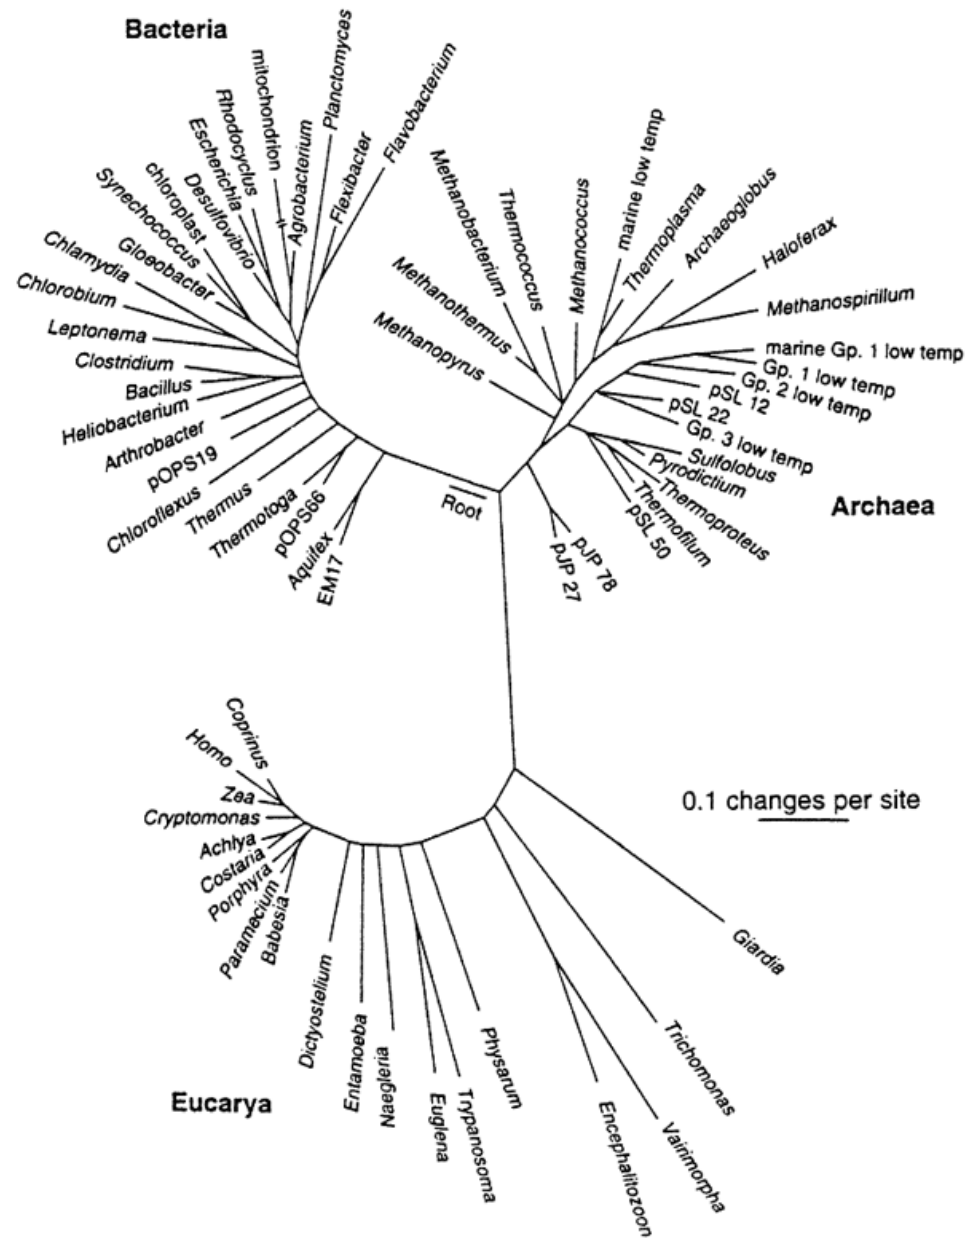 Bacteria
mitochondrion
Planctomyces
Flavobacterium
Rhodocyclus
Escherichia
Desulfovibrio
Agrobacterium
Flexibacter
chloroplast
Synechococcus
Gloeobacter
Chlamydia
Chlorobium
Leptonema
Clostridium
Bacillus
Heliobacterium
Arthrobacter
pOPS19
Chloroflexus
Thermus
Thermotoga
pOPS66
Aquifex
EM17
Root
Methanopyrus
Methanothermus
Methanobacterium
Thermococcus
Methanococcus
marine low temp
Thermoplasma
Archaeoglobus
Haloferax
Methanospirillum
marine Gp. 1 low temp
Gp. 1 low temp
Gp. 2 low temp
pSL 12
pSL 22
Gp. 3 low temp
Sulfolobus
Pyrodictium
Thermoproteus
Thermofilum
pSL 50
pJP 78
pJP 27
Archaea
Coprinus
Homo
Zea
Cryptomonas
Achlya
Costaria
Porphyra
Paramecium
Babesia
Dictyostelium
Entamoeba
Naegleria
Euglena
Trypanosoma
Physarum
Encephalitozoon
Vairimorpha
Trichomonas
Giardia
0.1 changes per site
Eucarya